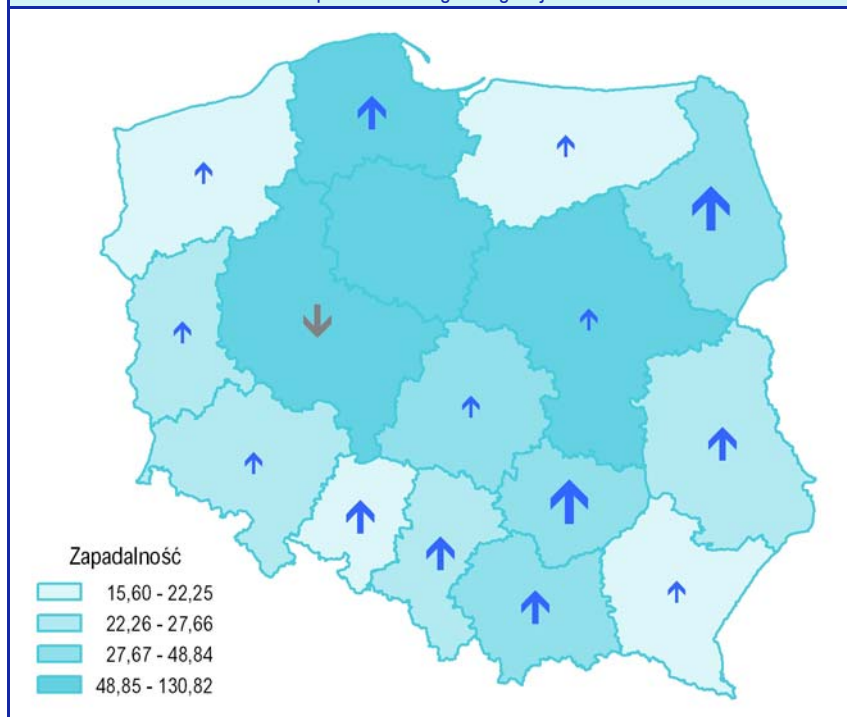 Zapadalność
15,60 - 22,25
22,26 - 27,66
27,67 - 48,84
48,85 - 130,82